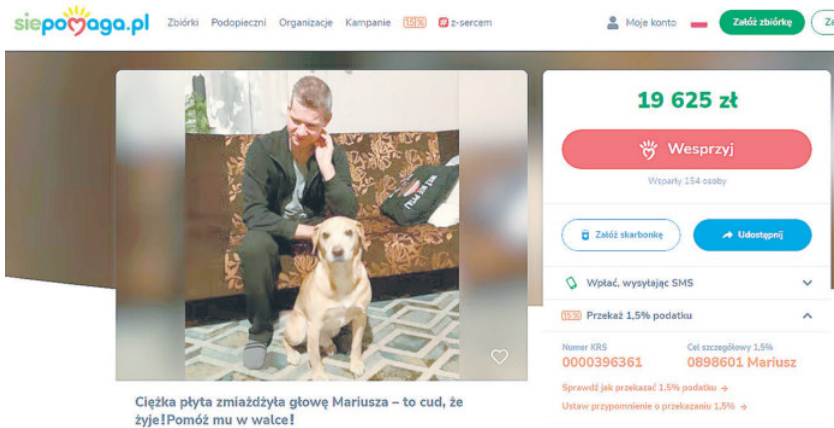 siepomaga.pl
Zbiórki Podopieczni Organizacje Kampanie 1,5% z-sercem
Moje konto
Załóż zbiórkę
Za
19 625 zł
Wesprzyj
Wsparły 154 osoby
Załóż skarbonkę
Udostępnij
Wpłać, wysyłając SMS
1,5% Przekaż 1,5% podatku
Numer KRS Cel szczegółowy 1,5%
0000396361 0898601 Mariusz
Sprawdź jak przekazać 1,5% podatku →
Ustaw przypomnienie o przekazaniu 1,5% →
Ciężka płyta zmiażdżyła głowę Mariusza – to cud, że
żyje!Pomóż mu w walce!